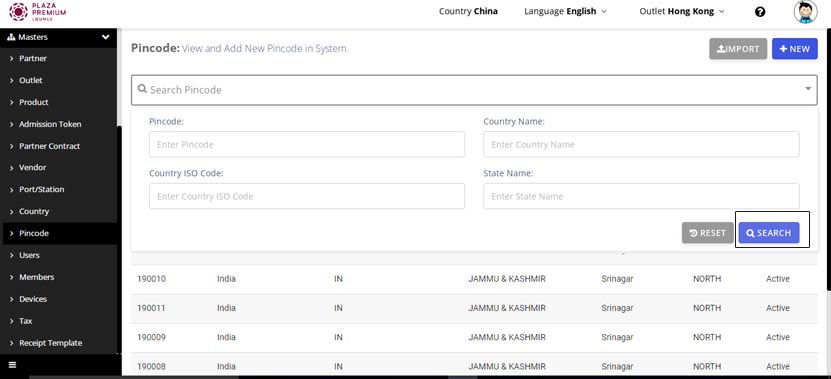 PLAZA
PREMIUM
LOUNGE
Country China
Language English
Outlet Hong Kong
Masters
Partner
Outlet
Product
Admission Token
Partner Contract
Vendor
Port/Station
Country
Pincode
Users
Members
Devices
Tax
Receipt Template
Pincode: View and Add New Pincode in System.
IMPORT
NEW
Search Pincode
Pincode:
Country Name:
Enter Pincode
Enter Country Name
Country ISO Code:
State Name:
Enter Country ISO Code
Enter State Name
RESET
SEARCH
190010 India IN JAMMU & KASHMIR Srinagar NORTH Active
190011 India IN JAMMU & KASHMIR Srinagar NORTH Active
190009 India IN JAMMU & KASHMIR Srinagar NORTH Active
190008 India IN JAMMU & KASHMIR Srinagar NORTH Active